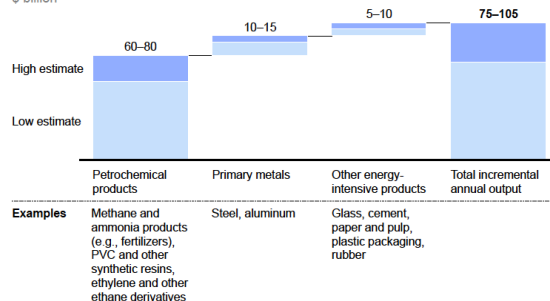 $ billion
5–10
75–105
10–15
60–80
High estimate
Low estimate
Petrochemical
products
Primary metals
Other energy-
intensive products
Total incremental
annual output
Examples
Methane and
ammonia products
(e.g., fertilizers),
PVC and other
synthetic resins,
ethylene and other
ethane derivatives
Steel, aluminum
Glass, cement,
paper and pulp,
plastic packaging,
rubber